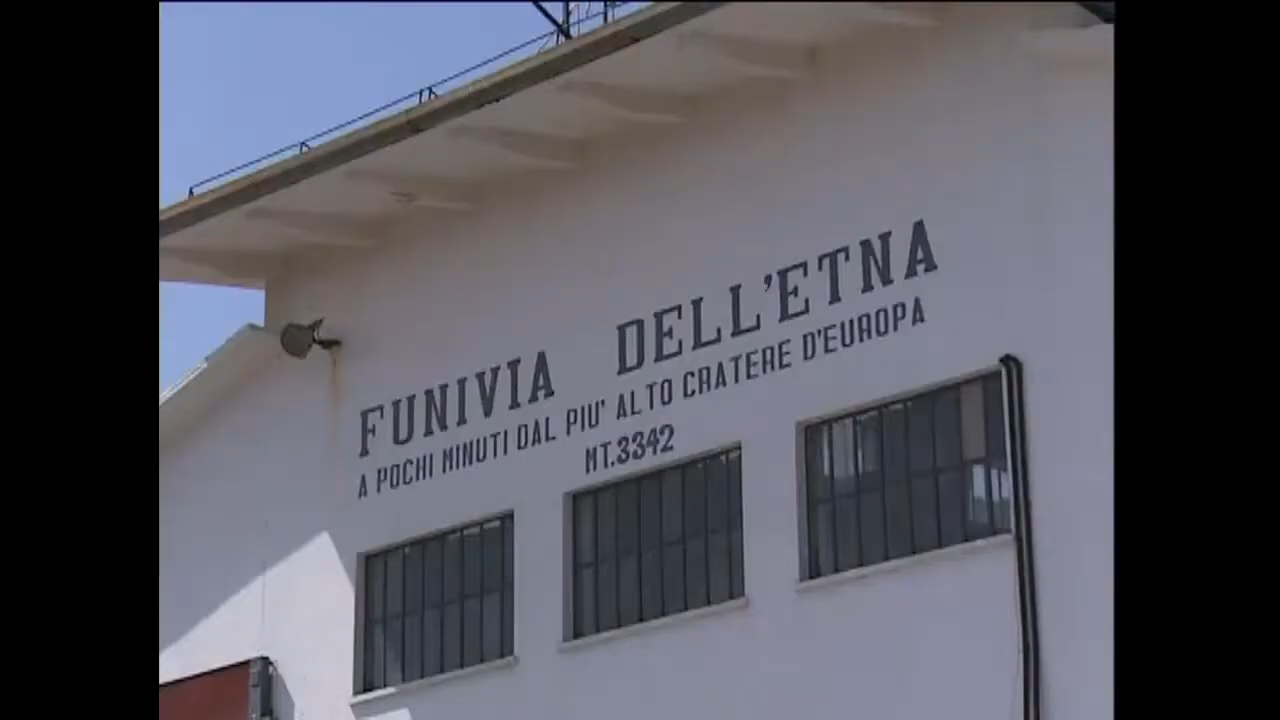 FUNIVIA DELL'ETNA
A POCHI MINUTI DAL PIU' ALTO CRATERE D'EUROPA
MT.3342